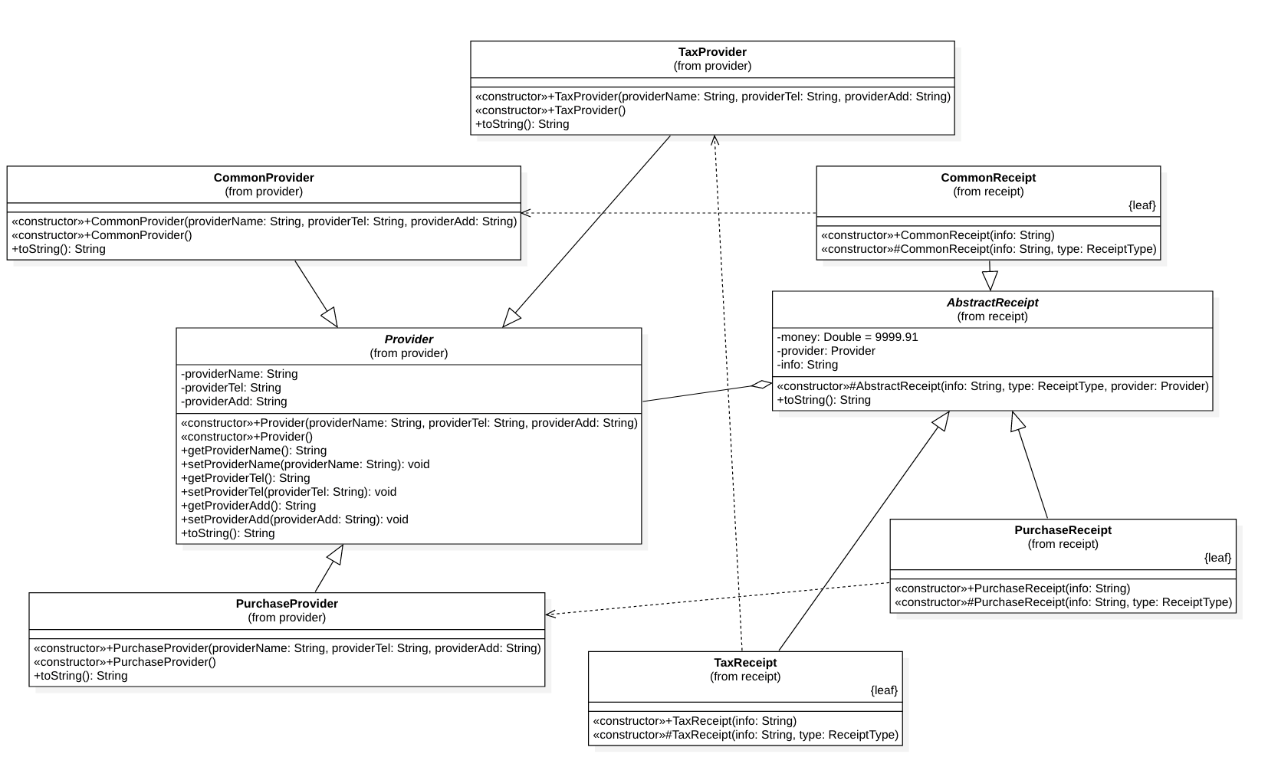 TaxProvider
(from provider)
«constructor»+TaxProvider(providerName: String, providerTel: String, providerAdd: String)
«constructor»+TaxProvider()
+toString(): String
CommonProvider
(from provider)
«constructor»+CommonProvider(providerName: String, providerTel: String, providerAdd: String)
«constructor»+CommonProvider()
+toString(): String
CommonReceipt
(from receipt)
{leaf}
«constructor»+CommonReceipt(info: String)
«constructor»#CommonReceipt(info: String, type: ReceiptType)
AbstractReceipt
(from receipt)
-money: Double = 9999.91
-provider: Provider
-info: String
«constructor»#AbstractReceipt(info: String, type: ReceiptType, provider: Provider)
+toString(): String
Provider
(from provider)
-providerName: String
-providerTel: String
-providerAdd: String
«constructor»+Provider(providerName: String, providerTel: String, providerAdd: String)
«constructor»+Provider()
+getProviderName(): String
+setProviderName(providerName: String): void
+getProviderTel(): String
+setProviderTel(providerTel: String): void
+getProviderAdd(): String
+setProviderAdd(providerAdd: String): void
+toString(): String
PurchaseReceipt
(from receipt)
{leaf}
«constructor»+PurchaseReceipt(info: String)
«constructor»#PurchaseReceipt(info: String, type: ReceiptType)
PurchaseProvider
(from provider)
«constructor»+PurchaseProvider(providerName: String, providerTel: String, providerAdd: String)
«constructor»+PurchaseProvider()
+toString(): String
TaxReceipt
(from receipt)
{leaf}
«constructor»+TaxReceipt(info: String)
«constructor»#TaxReceipt(info: String, type: ReceiptType)